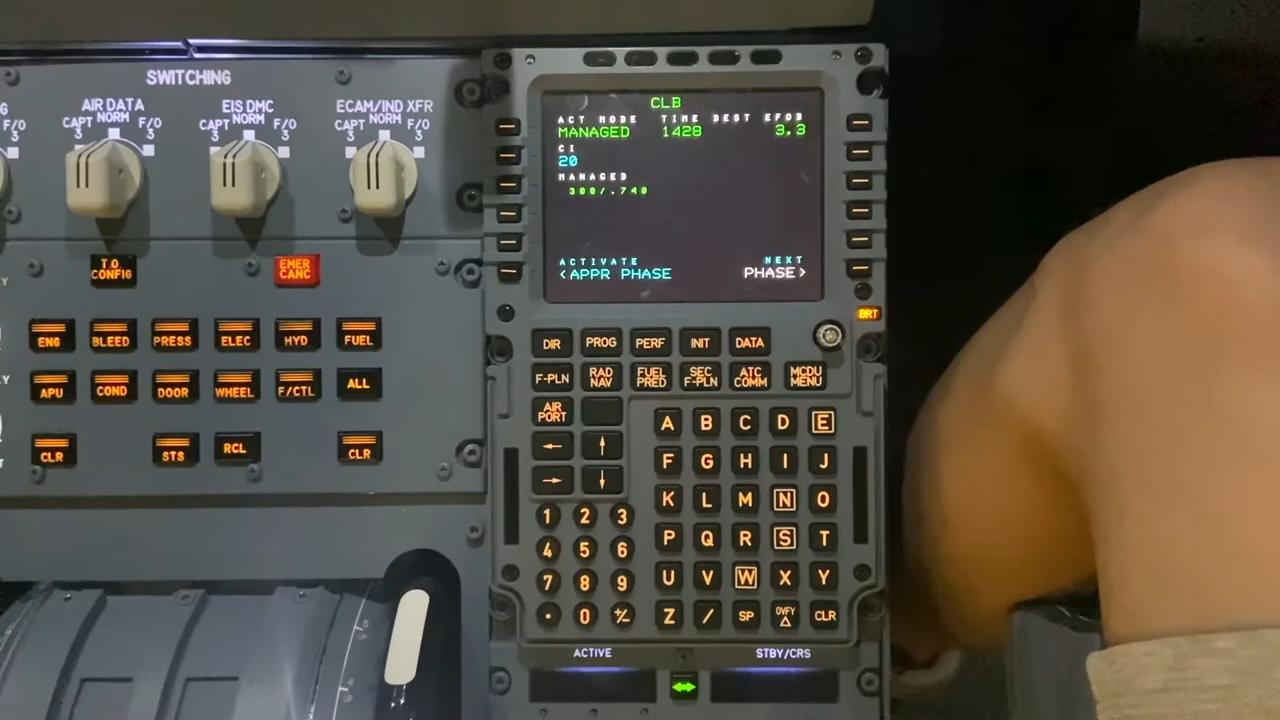 SWITCHING
AIR DATA
CAPT NORM F/O
3 3
EIS DMC
CAPT NORM F/O
3 3
ECAM/IND XFR
CAPT NORM F/O
3 3
F/O
3
T.O
CONFIG
EMER
CANC
ENG BLEED PRESS ELEC HYD FUEL
APU COND DOOR WHEEL F/CTL ALL
CLR STS RCL CLR
5
4
CLB
ACT MODE TIME DEST EFOB
MANAGED 1428 3.3
CI
20
MANAGED
300/.740
ACTIVATE NEXT
<APPR PHASE PHASE>
BRT
DIR PROG PERF INIT DATA
F-PLN RAD NAV FUEL PRED SEC F-PLN ATC COMM MCDU MENU
AIR PORT
← ↑
→ ↓
A B C D E
F G H I J
K L M N O
P Q R S T
U V W X Y
Z / SP OVFY △ CLR
1 2 3
4 5 6
7 8 9
. 0 +/-
ACTIVE STBY/CRS